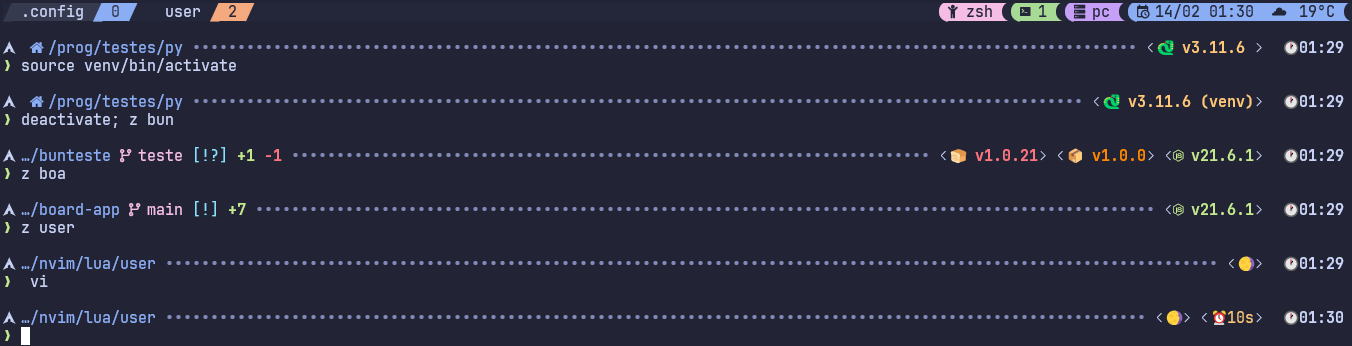 .config 0 user 2 zsh 1 pc 14/02 01:30 19°C
/prog/testes/py v3.11.6 01:29
❯ source venv/bin/activate
/prog/testes/py v3.11.6 (venv) 01:29
❯ deactivate; z bun
…/bunteste teste [!?] +1 -1 v1.0.21 v1.0.0 v21.6.1 01:29
❯ z boa
…/board-app main [!] +7 v21.6.1 01:29
❯ z user
…/nvim/lua/user 01:29
❯ vi
…/nvim/lua/user 10s 01:30
❯